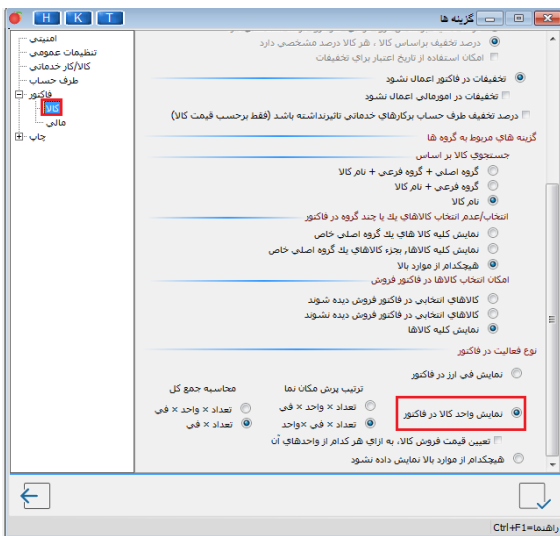 گزینه ها
H K T
امنیتی
تنظیمات عمومی
کالا/کار خدماتی
طرف حساب
فاکتور
کالا
مالی
چاپ
درصد تخفیف براساس کالا ، هر کالا درصد مشخصی دارد
امکان استفاده از تاریخ اعتبار برای تخفیفات
تخفیفات در فاکتور اعمال نشود
تخفیفات در امورمالی اعمال نشود
درصد تخفیف طرف حساب برکارهای خدماتی تاثیرنداشته باشد (فقط برحسب قیمت کالا)
گزینه های مربوط به گروه ها
جستجوی کالا بر اساس
گروه اصلی + گروه فرعی + نام کالا
گروه فرعی + نام کالا
نام کالا
انتخاب/عدم انتخاب کالاهای یك یا چند گروه در فاکتور
نمایش کلیه کالا های یك گروه اصلی خاص
نمایش کلیه کالاها, بجزء کالاهای یك گروه اصلی خاص
هیچکدام از موارد بالا
امکان انتخاب کالاها در فاکتور فروش
کالاهای انتخابی در فاکتور فروش دیده شوند
کالاهای انتخابی در فاکتور فروش دیده نشوند
نمایش کلیه کالاها
نوع فعالیت در فاکتور
نمایش فی ارز در فاکتور
ترتیب پرش مکان نما
محاسبه جمع کل
نمایش واحد کالا در فاکتور
تعداد × واحد × فی
تعداد × واحد × فی
تعداد × فی ×واحد
تعداد × فی
تعیین قیمت فروش کالا، به ازای هر کدام از واحدهای آن
هیچکدام از موارد بالا نمایش داده نشود
راهنما=Ctrl+F1